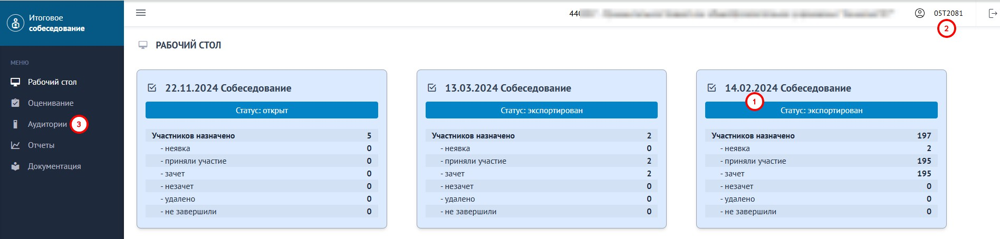 Итоговое
собеседование
05T2081
2
МЕНЮ
Рабочий стол
Оценивание
Аудитории 3
Отчеты
Документация
РАБОЧИЙ СТОЛ
22.11.2024 Собеседование
Статус: открыт
Участников назначено 5
- неявка 0
- приняли участие 0
- зачет 0
- незачет 0
- удалено 0
- не завершили 0
13.03.2024 Собеседование
Статус: экспортирован
Участников назначено 2
- неявка 0
- приняли участие 2
- зачет 2
- незачет 0
- удалено 0
- не завершили 0
14.02.2024 Собеседование
1
Статус: экспортирован
Участников назначено 197
- неявка 2
- приняли участие 195
- зачет 195
- незачет 0
- удалено 0
- не завершили 0